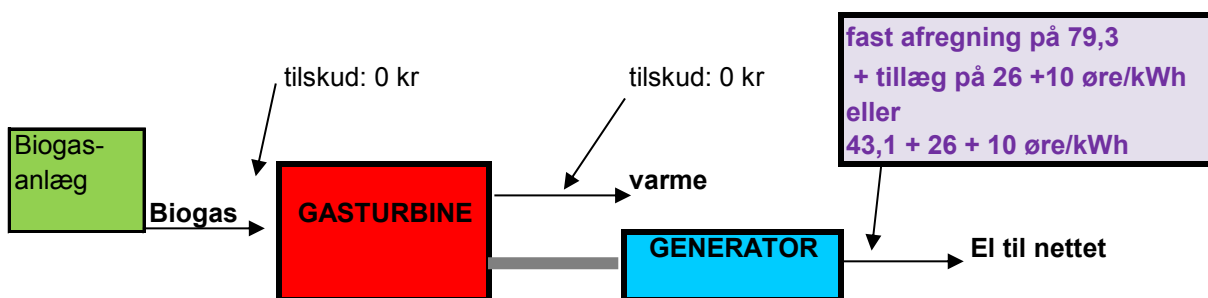 fast afregning på 79,3
+ tillæg på 26 +10 øre/kWh
eller
43,1 + 26 + 10 øre/kWh
tilskud: 0 kr
tilskud: 0 kr
Biogas-
anlæg
Biogas
GASTURBINE
varme
GENERATOR
El til nettet